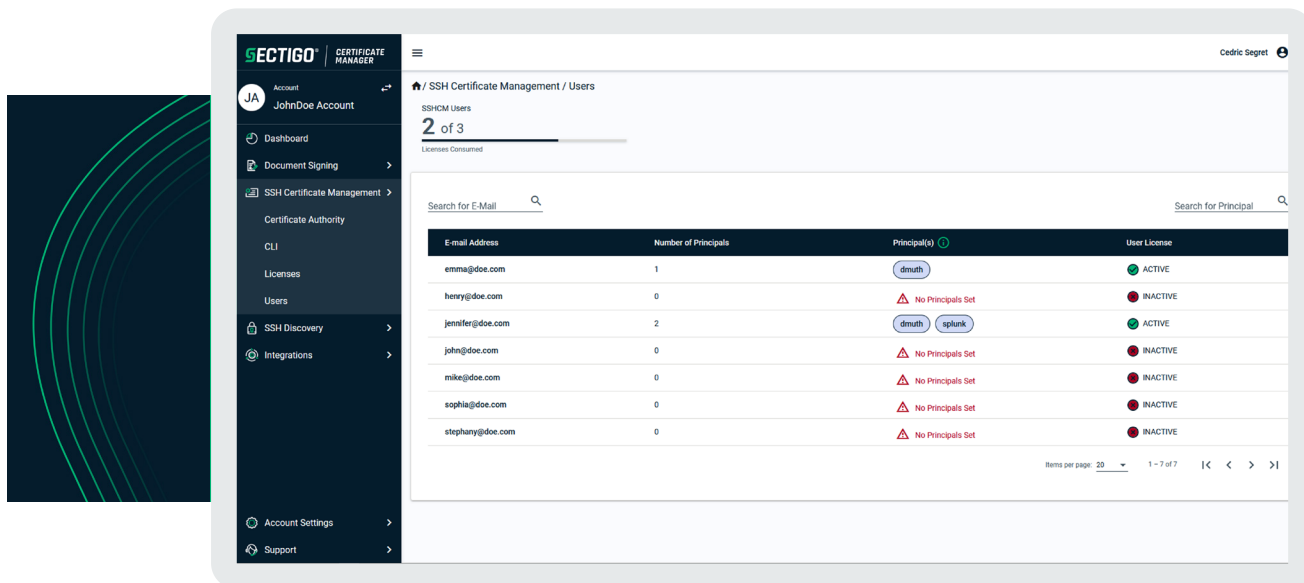 SECTIGO® | CERTIFICATE MANAGER
Cedric Segret
Account
JA
JohnDoe Account
Dashboard
Document Signing
SSH Certificate Management
Certificate Authority
CLI
Licenses
Users
SSH Discovery
Integrations
Account Settings
Support
/ SSH Certificate Management / Users
SSHCM Users
2 of 3
Licenses Consumed
Search for E-Mail
Search for Principal
E-mail Address Number of Principals Principal(s) User License
emma@doe.com 1 dmuth ACTIVE
henry@doe.com 0 No Principals Set INACTIVE
jennifer@doe.com 2 dmuth splunk ACTIVE
john@doe.com 0 No Principals Set INACTIVE
mike@doe.com 0 No Principals Set INACTIVE
sophia@doe.com 0 No Principals Set INACTIVE
stephany@doe.com 0 No Principals Set INACTIVE
Items per page: 20 1 – 7 of 7